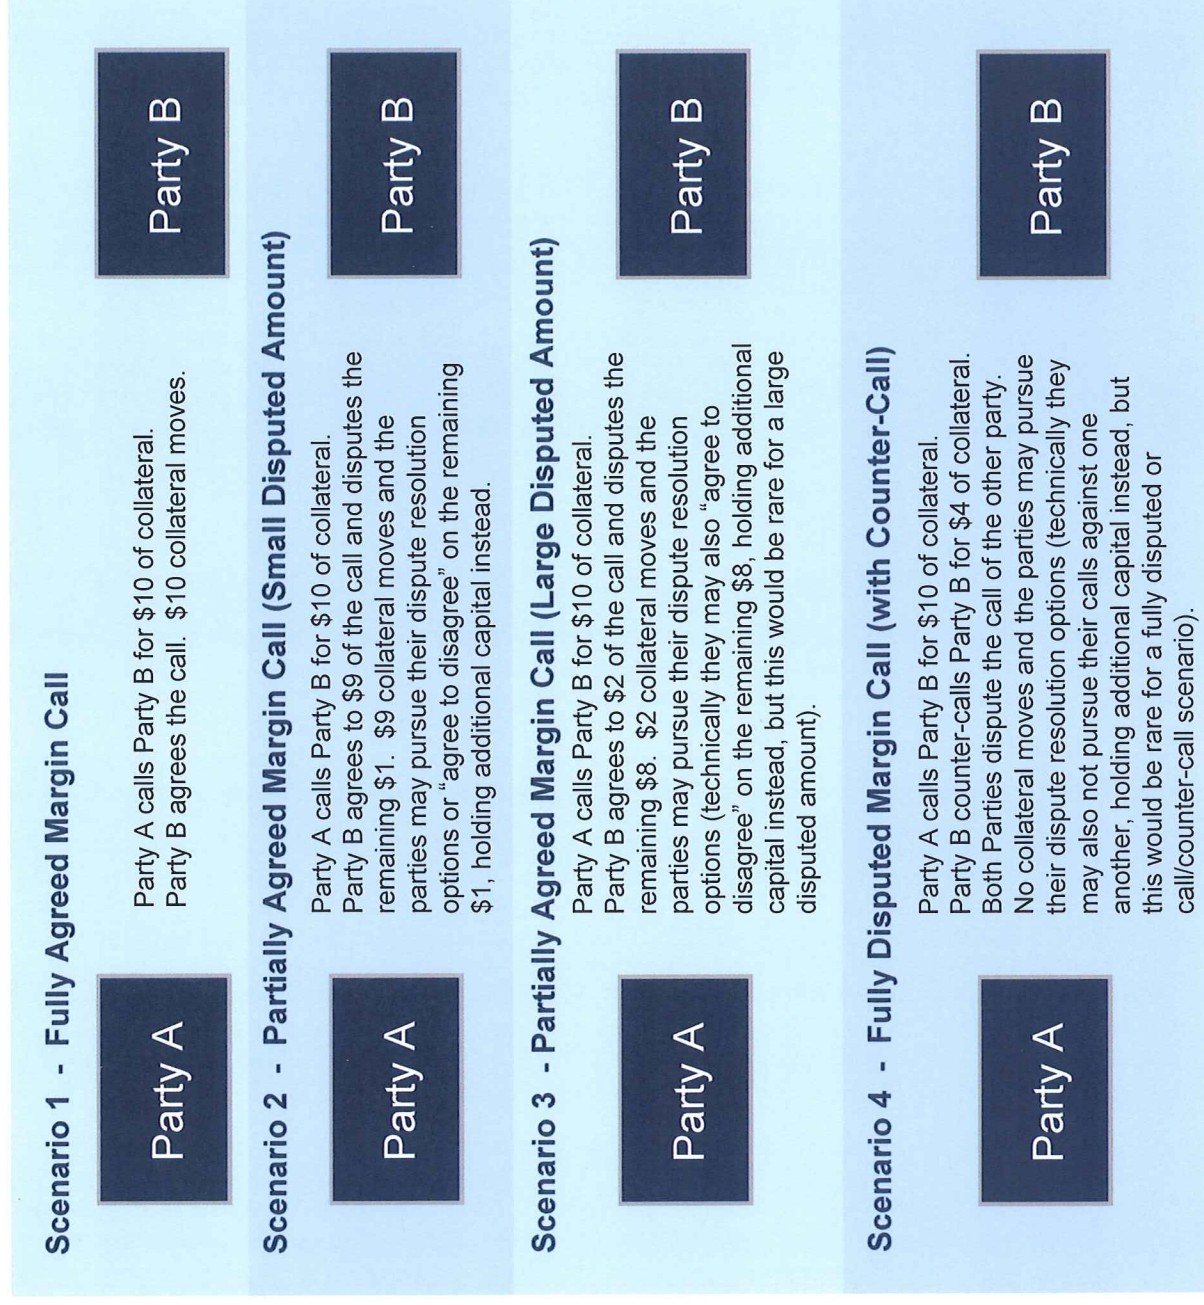 Scenario 1 - Fully Agreed Margin Call
Party A
Party A calls Party B for $10 of collateral.
Party B agrees the call. $10 collateral moves.
Party B
Scenario 2 - Partially Agreed Margin Call (Small Disputed Amount)
Party A
Party A calls Party B for $10 of collateral.
Party B agrees to $9 of the call and disputes the
remaining $1. $9 collateral moves and the
parties may pursue their dispute resolution
options or “agree to disagree” on the remaining
$1, holding additional capital instead.
Party B
Scenario 3 - Partially Agreed Margin Call (Large Disputed Amount)
Party A
Party A calls Party B for $10 of collateral.
Party B agrees to $2 of the call and disputes the
remaining $8. $2 collateral moves and the
parties may pursue their dispute resolution
options (technically they may also “agree to
disagree” on the remaining $8, holding additional
capital instead, but this would be rare for a large
disputed amount).
Party B
Scenario 4 - Fully Disputed Margin Call (with Counter-Call)
Party A
Party A calls Party B for $10 of collateral.
Party B counter-calls Party B for $4 of collateral.
Both Parties dispute the call of the other party.
No collateral moves and the parties may pursue
their dispute resolution options (technically they
may also not pursue their calls against one
another, holding additional capital instead, but
this would be rare for a fully disputed or
call/counter-call scenario).
Party B